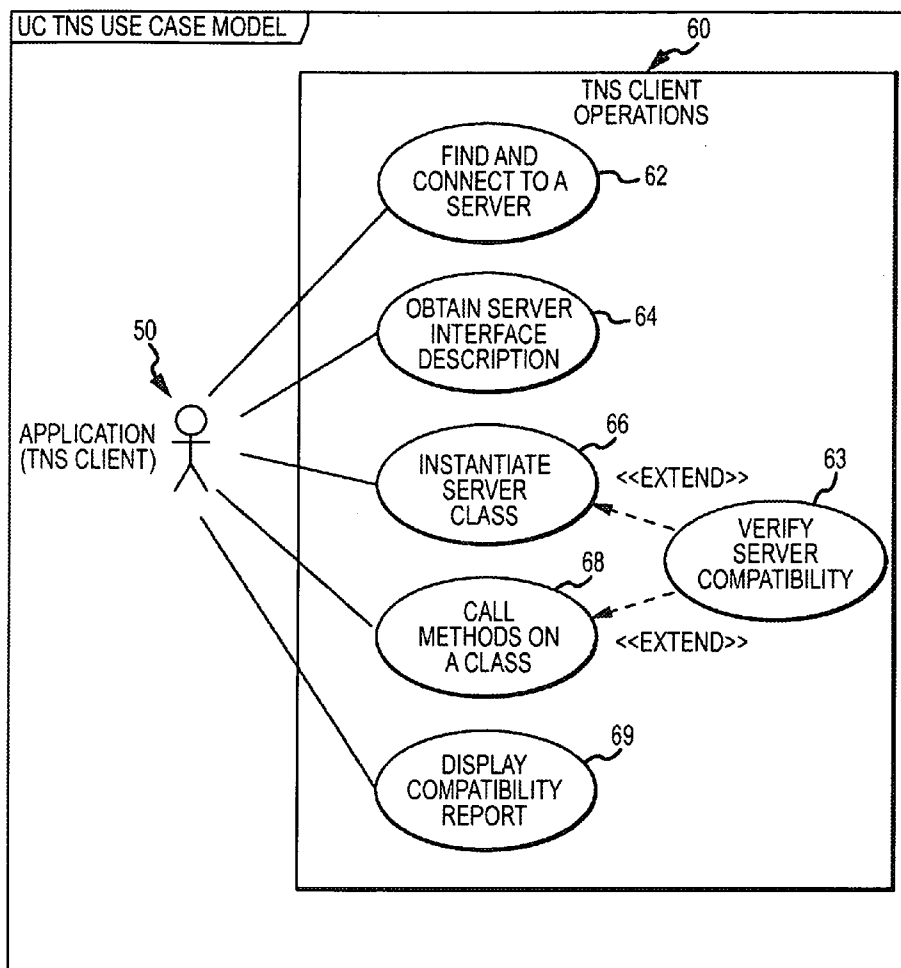 UC TNS USE CASE MODEL
60
TNS CLIENT
OPERATIONS
FIND AND
CONNECT TO A
SERVER
62
OBTAIN SERVER
INTERFACE
DESCRIPTION
64
50
APPLICATION
(TNS CLIENT)
66
INSTANTIATE
SERVER
CLASS
<<EXTEND>>
63
VERIFY
SERVER
COMPATIBILITY
68
CALL
METHODS ON
A CLASS
<<EXTEND>>
69
DISPLAY
COMPATIBILITY
REPORT